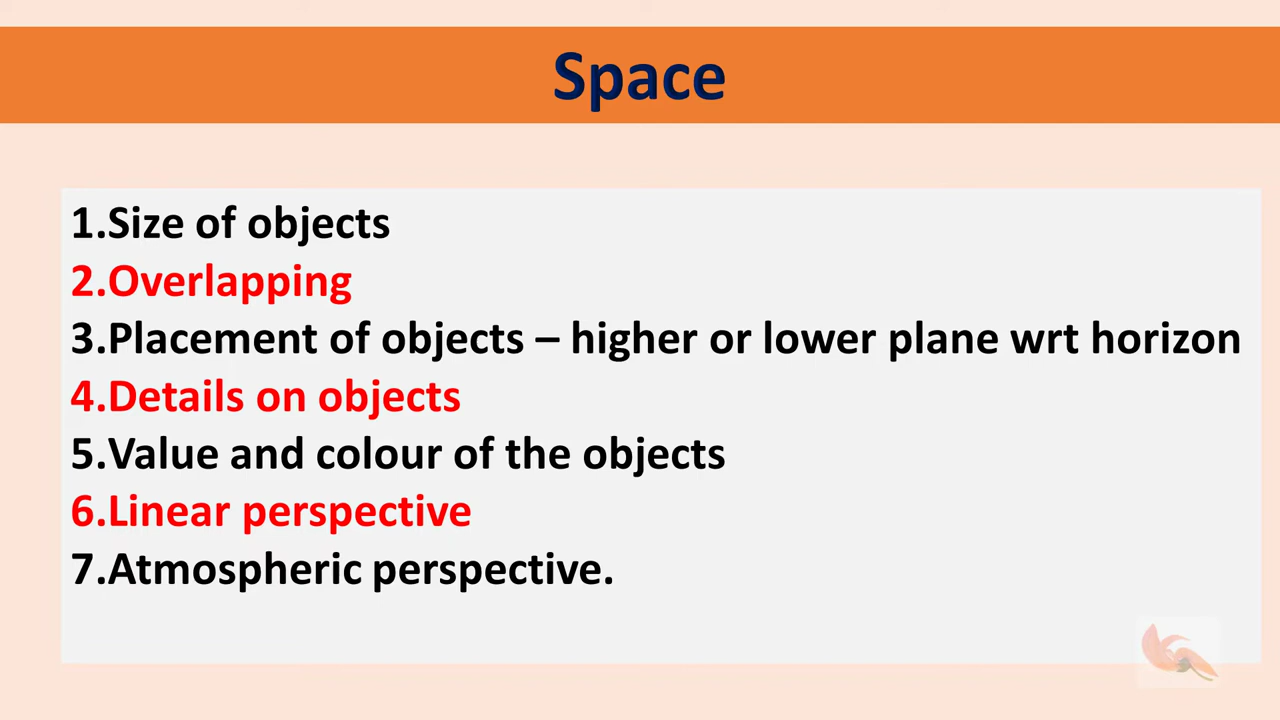 Space
1.Size of objects
2.Overlapping
3.Placement of objects – higher or lower plane wrt horizon
4.Details on objects
5.Value and colour of the objects
6.Linear perspective
7.Atmospheric perspective.